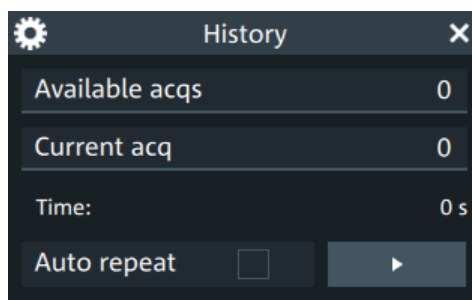 History
Available acqs 0
Current acq 0
Time: 0 s
Auto repeat